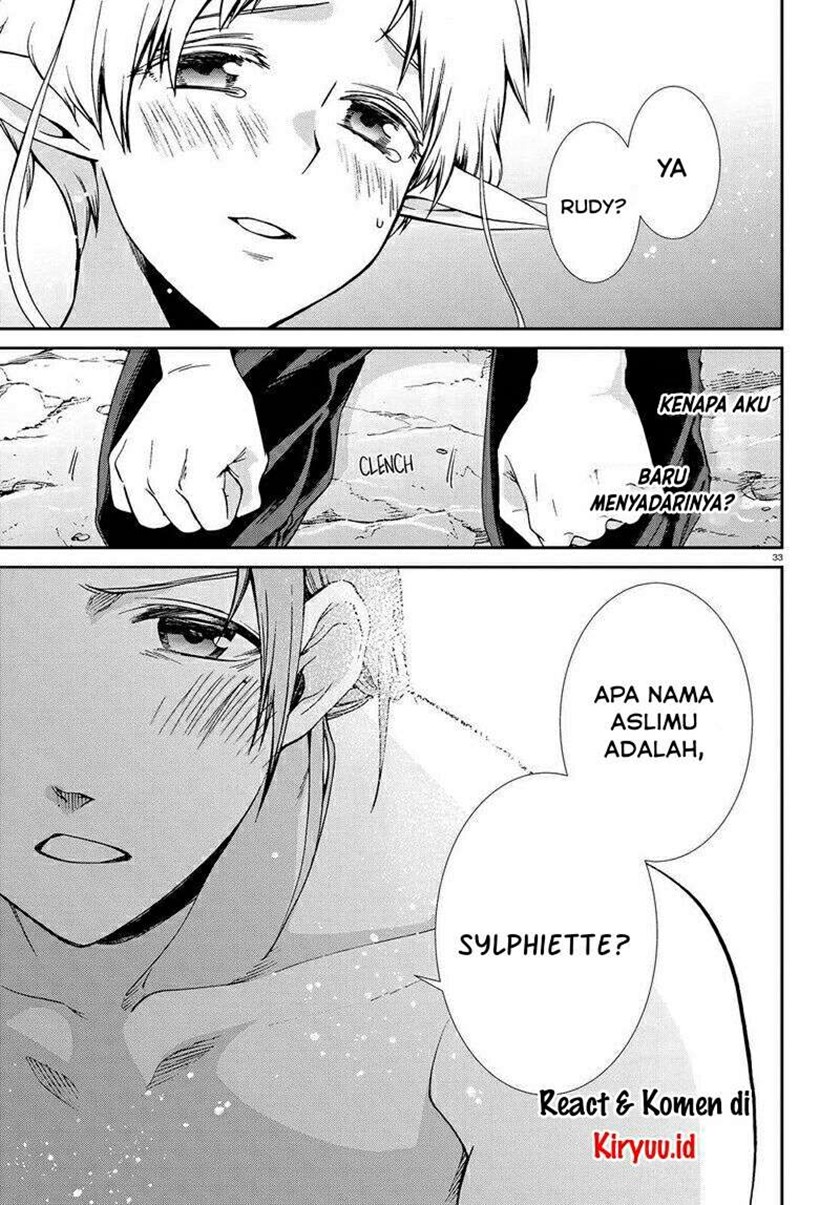 YA
RUDY?
KENAPA AKU
BARU
MENYADARINYA?
CLENCH
33
APA NAMA
ASLIMU
ADALAH,
SYLPHIETTE?
React & Komen di
Kiryuu.id